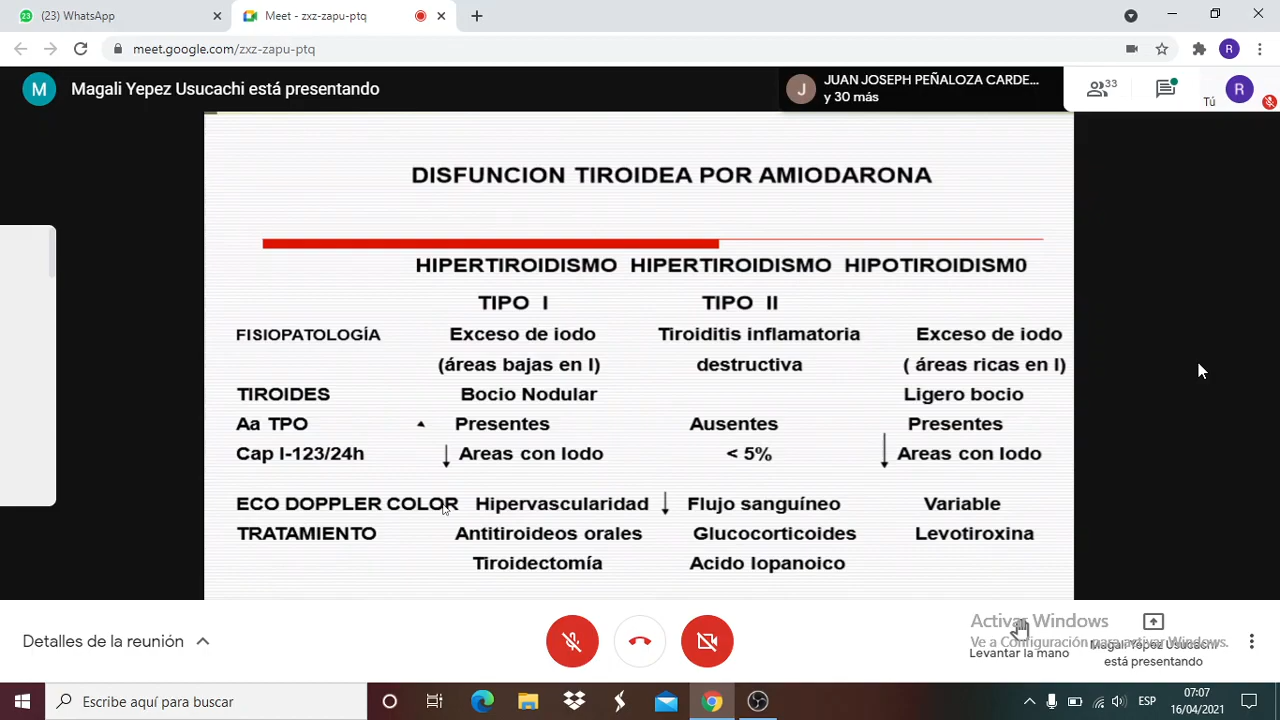 (23) WhatsApp
Meet - zxz-zapu-ptq
meet.google.com/zxz-zapu-ptq
R
M
Magali Yepez Usucachi está presentando
J
JUAN JOSEPH PEÑALOZA CARDE...
y 30 más
33
Tú
R
DISFUNCION TIROIDEA POR AMIODARONA
HIPERTIROIDISMO HIPERTIROIDISMO HIPOTIROIDISM0
TIPO I TIPO II
FISIOPATOLOGÍA Exceso de iodo Tiroiditis inflamatoria Exceso de iodo
(áreas bajas en I) destructiva ( áreas ricas en I)
TIROIDES Bocio Nodular Ligero bocio
Aa TPO Presentes Ausentes Presentes
Cap I-123/24h ↓ Areas con Iodo < 5% ↓ Areas con Iodo
ECO DOPPLER COLOR Hipervascularidad ↓ Flujo sanguíneo Variable
TRATAMIENTO Antitiroideos orales Glucocorticoides Levotiroxina
Tiroidectomía Acido Iopanoico
Detalles de la reunión
Activar Windows
Ve a Configuración para activar Windows.
Levantar la mano
Magali Yepez Usucachi
está presentando
Escribe aquí para buscar
ESP
07:07
16/04/2021